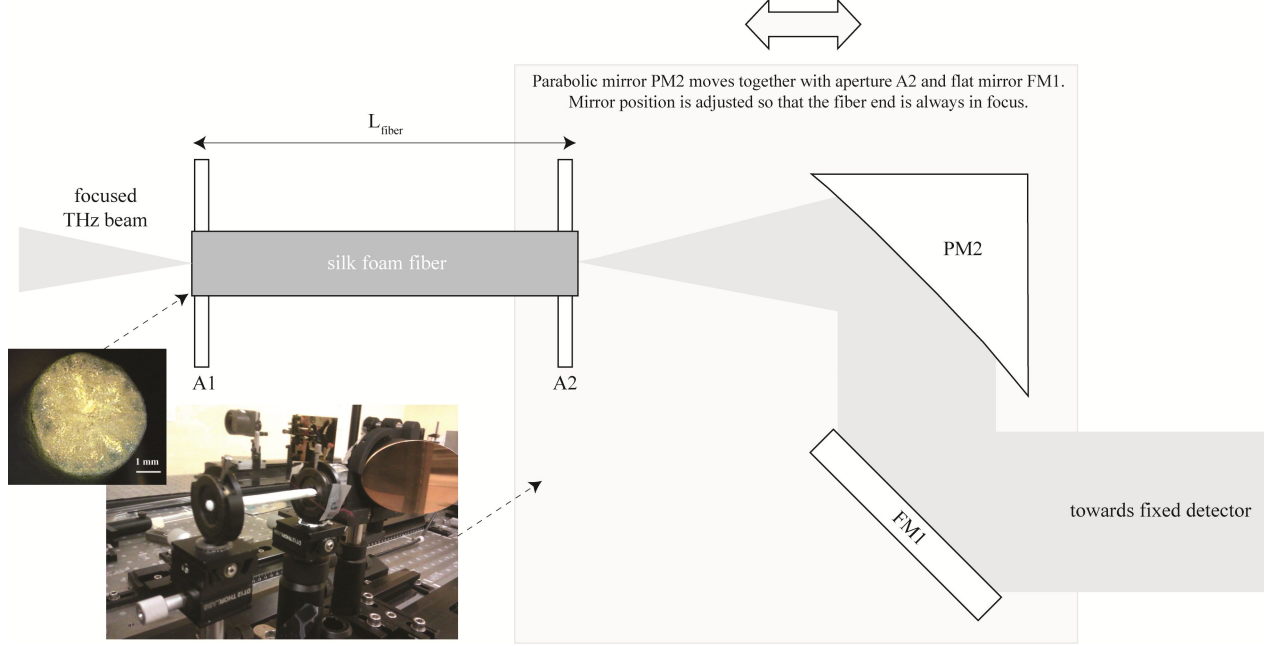 Parabolic mirror PM2 moves together with aperture A2 and flat mirror FM1.
Mirror position is adjusted so that the fiber end is always in focus.
Lfiber
focused
THz beam
PM2
silk foam fiber
A1
A2
1 mm
FM1
towards fixed detector